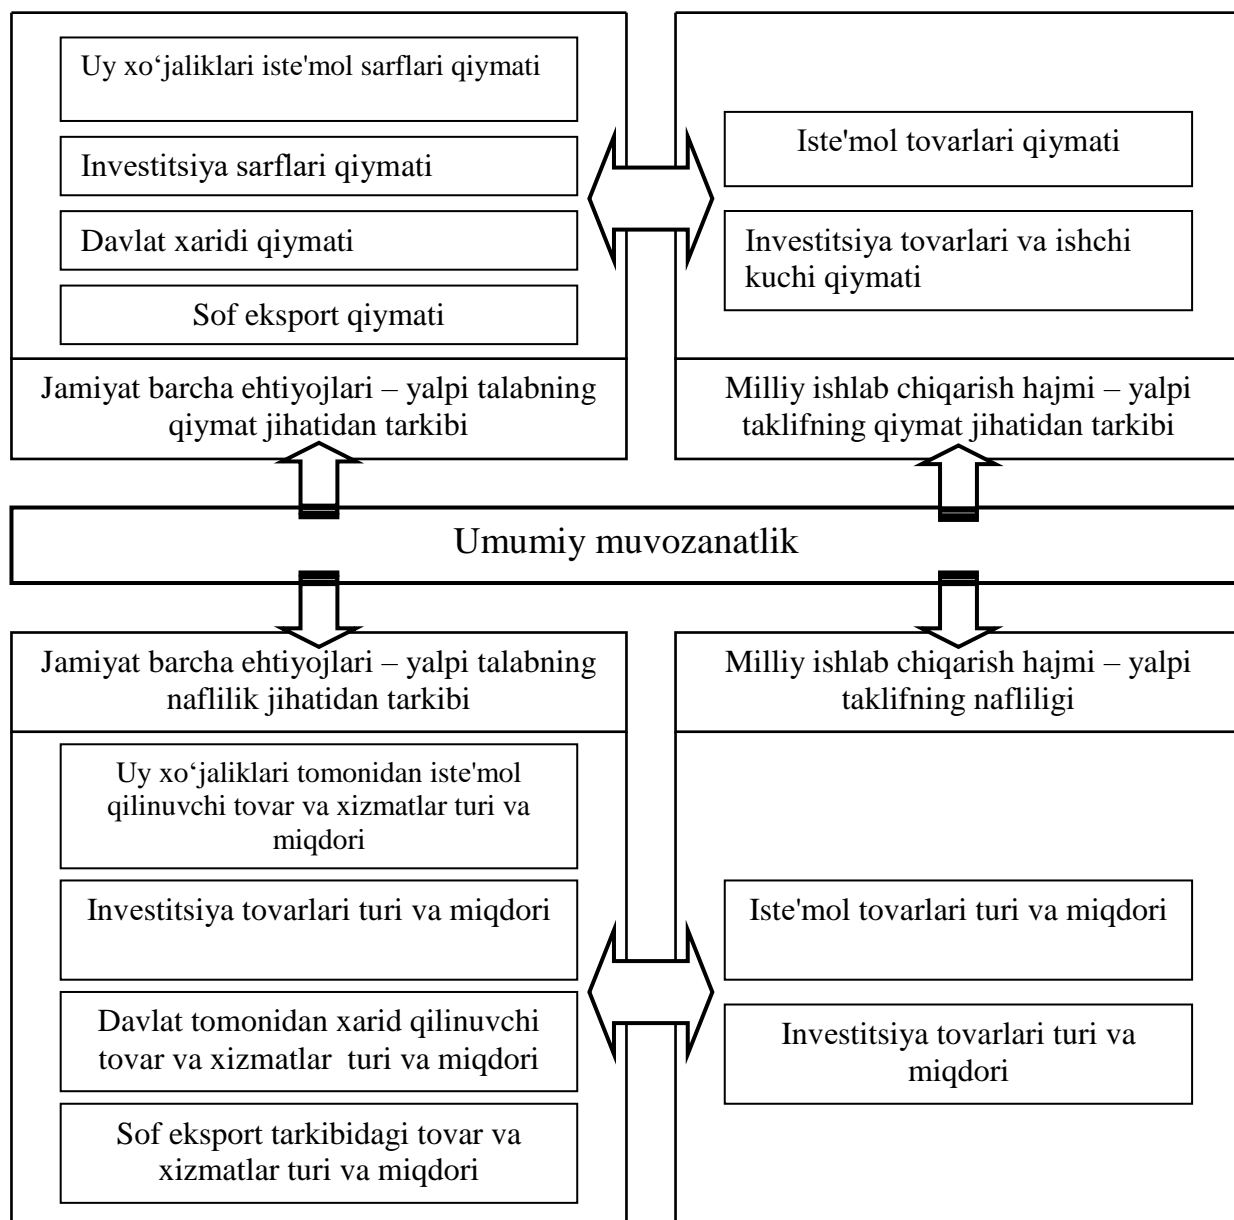 Uy xo‘jaliklari iste'mol sarflari qiymati
Investitsiya sarflari qiymati
Davlat xaridi qiymati
Sof eksport qiymati
Jamiyat barcha ehtiyojlari – yalpi talabning
qiymat jihatidan tarkibi
Iste'mol tovarlari qiymati
Investitsiya tovarlari va ishchi
kuchi qiymati
Milliy ishlab chiqarish hajmi – yalpi
taklifning qiymat jihatidan tarkibi
Umumiy muvozanatlik
Jamiyat barcha ehtiyojlari – yalpi talabning
naflilik jihatidan tarkibi
Uy xo‘jaliklari tomonidan iste'mol
qilinuvchi tovar va xizmatlar turi va
miqdori
Investitsiya tovarlari turi va miqdori
Davlat tomonidan xarid qilinuvchi
tovar va xizmatlar  turi va miqdori
Sof eksport tarkibidagi tovar va
xizmatlar turi va miqdori
Milliy ishlab chiqarish hajmi – yalpi
taklifning nafliligi
Iste'mol tovarlari turi va miqdori
Investitsiya tovarlari turi va
miqdori